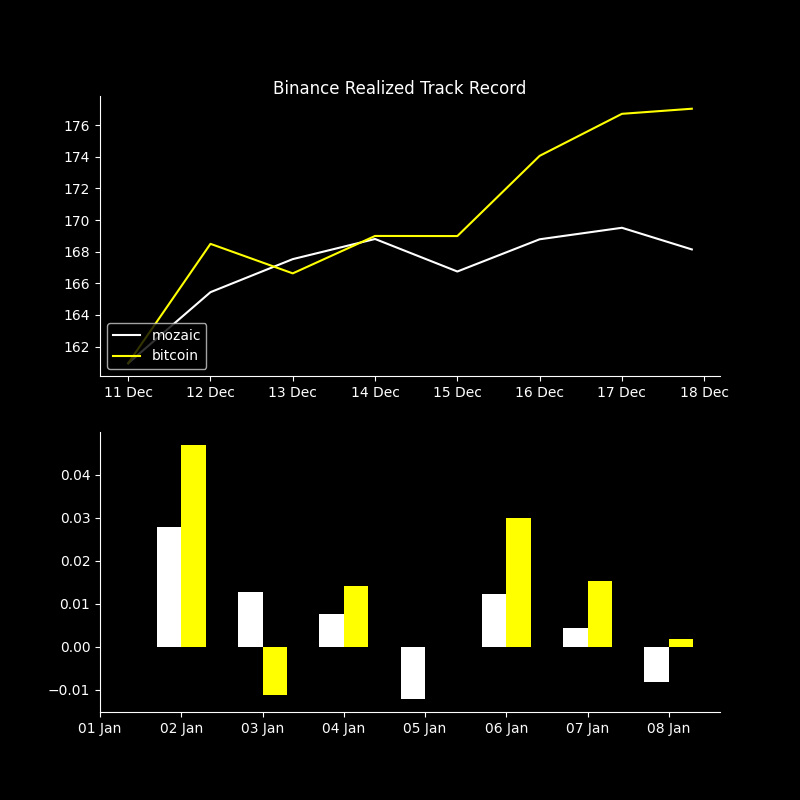 Binance Realized Track Record
176
174
172
170
168
166
164
162
mozaic
bitcoin
11 Dec 12 Dec 13 Dec 14 Dec 15 Dec 16 Dec 17 Dec 18 Dec
0.04
0.03
0.02
0.01
0.00
−0.01
01 Jan 02 Jan 03 Jan 04 Jan 05 Jan 06 Jan 07 Jan 08 Jan